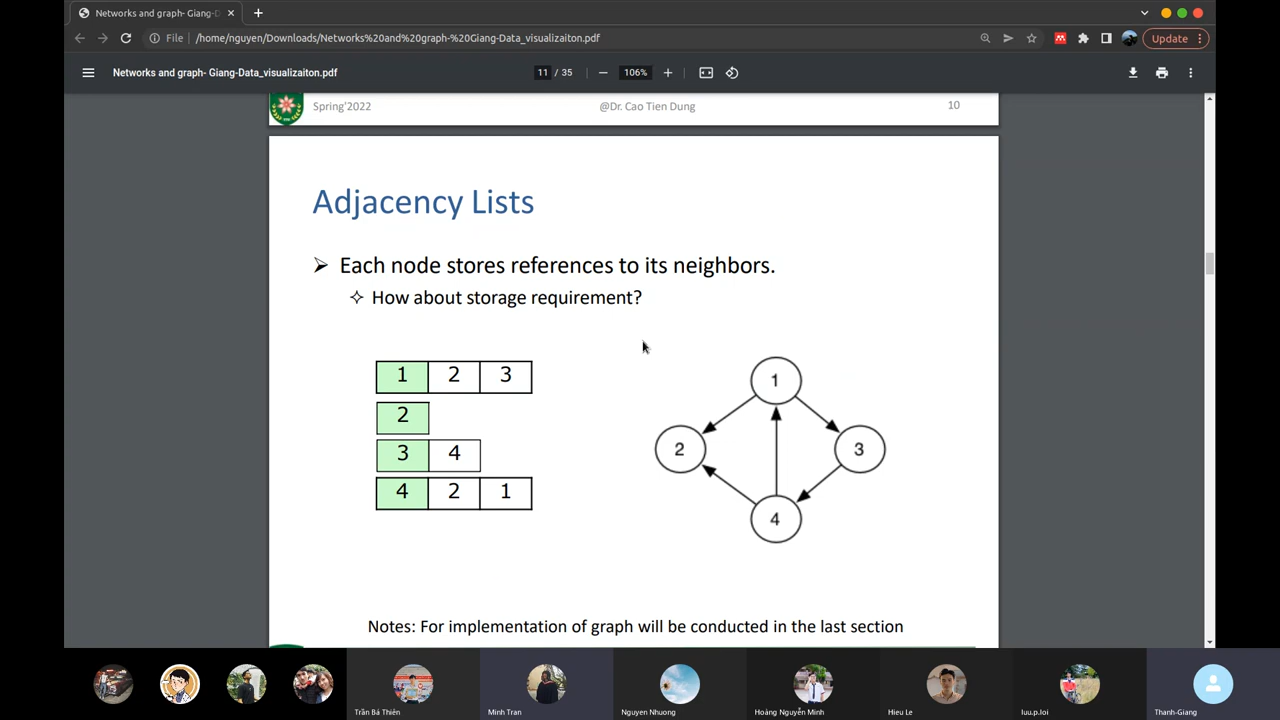 Networks and graph- Giang-D
File
/home/nguyen/Downloads/Networks%20and%20graph-%20Giang-Data_visualizaiton.pdf
Update
Networks and graph- Giang-Data_visualizaiton.pdf
11 / 35
106%
Spring'2022
@Dr. Cao Tien Dung
10
Adjacency Lists
Each node stores references to its neighbors.
How about storage requirement?
1 2 3
2
3 4
4 2 1
1
2
3
4
Notes: For implementation of graph will be conducted in the last section
Trần Bá Thiên
Minh Tran
Nguyen Nhuong
Hoàng Nguyễn Minh
Hieu Le
luu.p.loi
Thanh-Giang